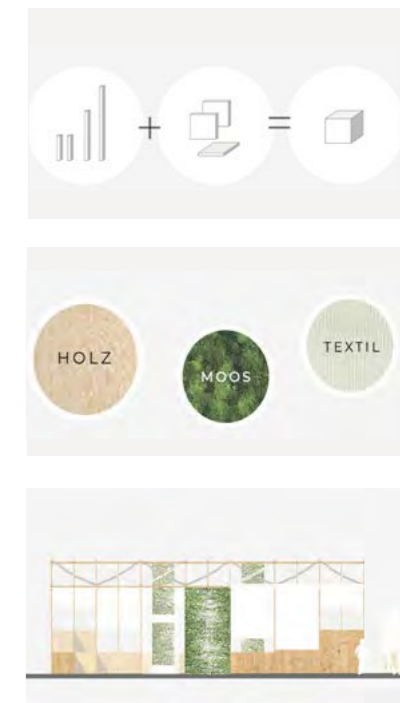 + =
HOLZ
MOOS
TEXTIL